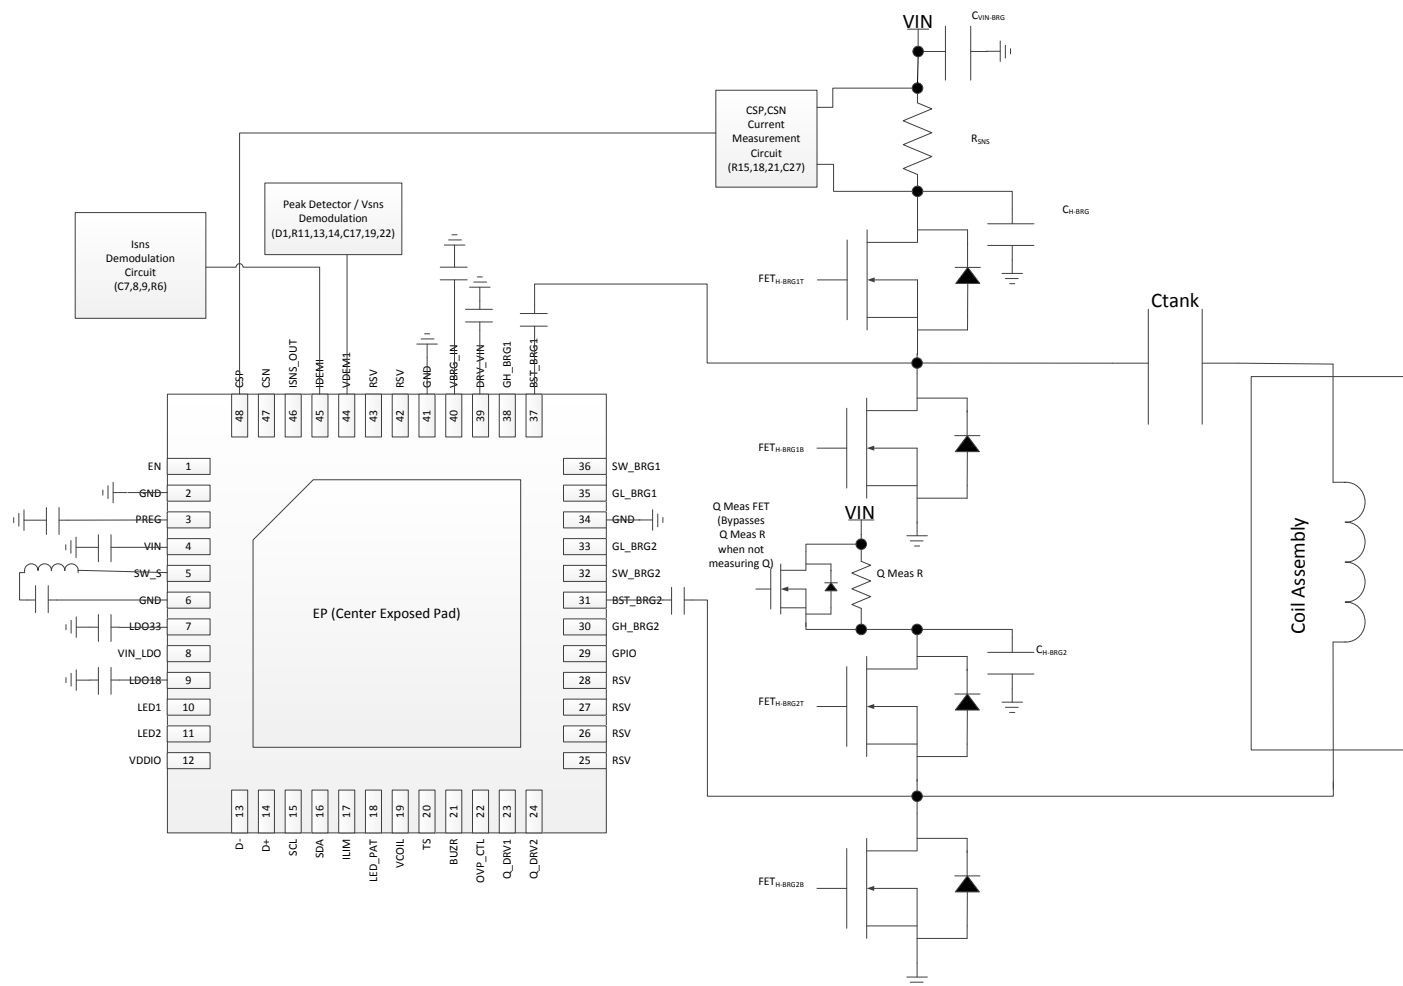 VIN
CVIN-BRG
CSP,CSN
Current
Measurement
Circuit
(R15,18,21,C27)
RSNS
Peak Detector / Vsns
Demodulation
(D1,R11,13,14,C17,19,22)
Isns
Demodulation
Circuit
(C7,8,9,R6)
CH-BRG
FETH-BRG1T
Ctank
CSP
CSN
ISNS_OUT
IDEMI
VDEM1
RSV
RSV
GND
VBRG_IN
DRV_VIN
GH_BRG1
BST_BRG1
48
47
46
45
44
43
42
41
40
39
38
37
EN 1
GND 2
PREG 3
VIN 4
SW_S 5
GND 6
LDO33 7
VIN_LDO 8
LDO18 9
LED1 10
LED2 11
VDDIO 12
EP (Center Exposed Pad)
36 SW_BRG1
35 GL_BRG1
34 GND
33 GL_BRG2
32 SW_BRG2
31 BST_BRG2
30 GH_BRG2
29 GPIO
28 RSV
27 RSV
26 RSV
25 RSV
13
14
15
16
17
18
19
20
21
22
23
24
D-
D+
SCL
SDA
ILIM
LED_PAT
VCOIL
TS
BUZR
OVP_CTL
Q_DRV1
Q_DRV2
FETH-BRG1B
Q Meas FET
(Bypasses
Q Meas R
when not
measuring Q)
VIN
Q Meas R
CH-BRG2
FETH-BRG2T
FETH-BRG2B
Coil Assembly